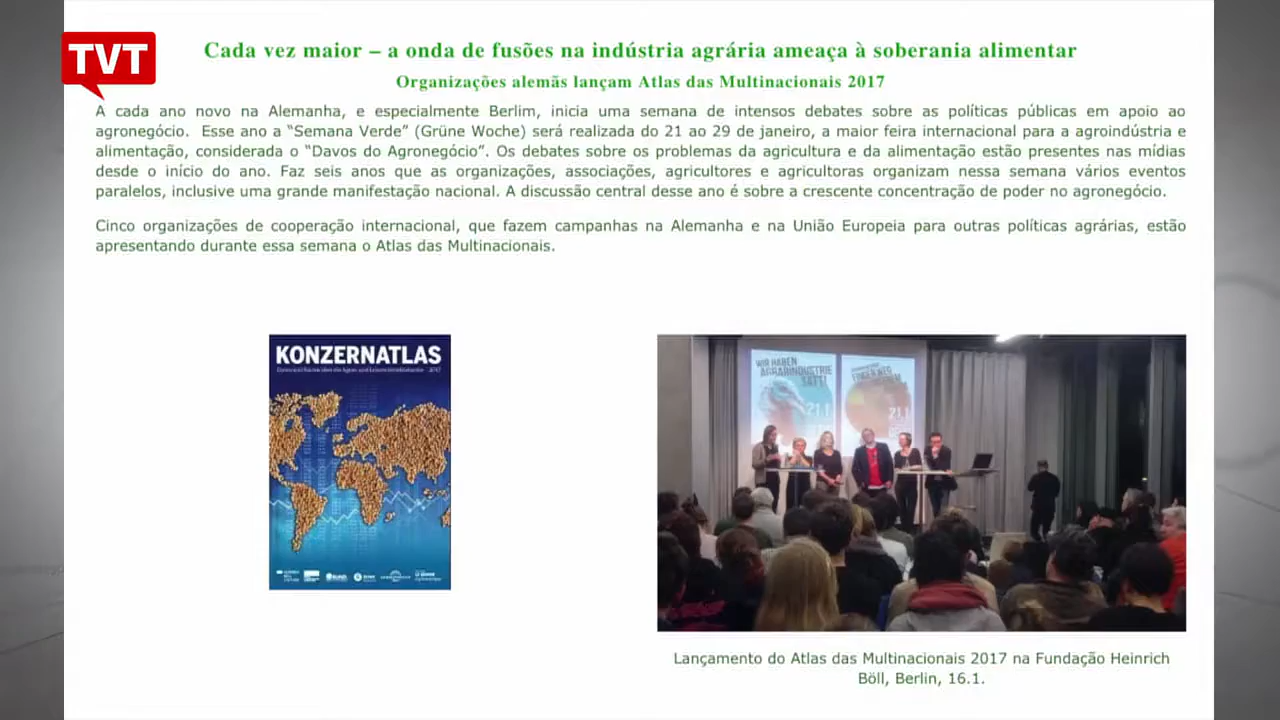 TVT
Cada vez maior – a onda de fusões na indústria agrária ameaça à soberania alimentar
Organizações alemãs lançam Atlas das Multinacionais 2017
A cada ano novo na Alemanha, e especialmente Berlim, inicia uma semana de intensos debates sobre as políticas públicas em apoio ao
agronegócio. Esse ano a “Semana Verde” (Grüne Woche) será realizada do 21 ao 29 de janeiro, a maior feira internacional para a agroindústria e
alimentação, considerada o “Davos do Agronegócio”. Os debates sobre os problemas da agricultura e da alimentação estão presentes nas mídias
desde o início do ano. Faz seis anos que as organizações, associações, agricultores e agricultoras organizam nessa semana vários eventos
paralelos, inclusive uma grande manifestação nacional. A discussão central desse ano é sobre a crescente concentração de poder no agronegócio.
Cinco organizações de cooperação internacional, que fazem campanhas na Alemanha e na União Europeia para outras políticas agrárias, estão
apresentando durante essa semana o Atlas das Multinacionais.
KONZERNATLAS
2017
WIR HABEN
AGRARINDUSTRIE
SATT!
21.1
FINGER WEG
21.1
Lançamento do Atlas das Multinacionais 2017 na Fundação Heinrich
Böll, Berlin, 16.1.